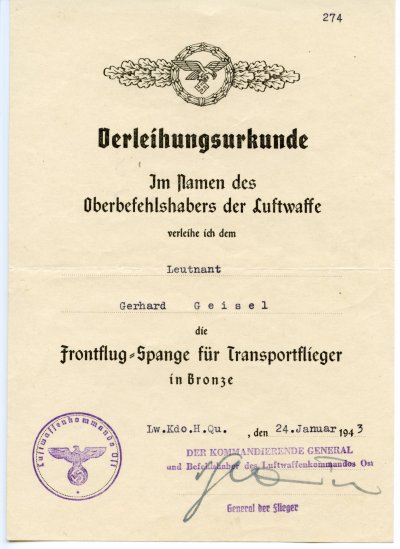 274
Verleihungsurkunde
Im Namen des
Oberbefehlshabers der Luftwaffe
verleihe ich dem
Leutnant
Gerhard Geisel
die
Frontflug-Spange für Transportflieger
in Bronze
Lw.Kdo.H.Qu. , den 24.Januar 1943
DER KOMMANDIERENDE GENERAL
und Befehlshaber des Luftwaffenkommandos Ost
General der Flieger
Luftwaffenkommando Ost